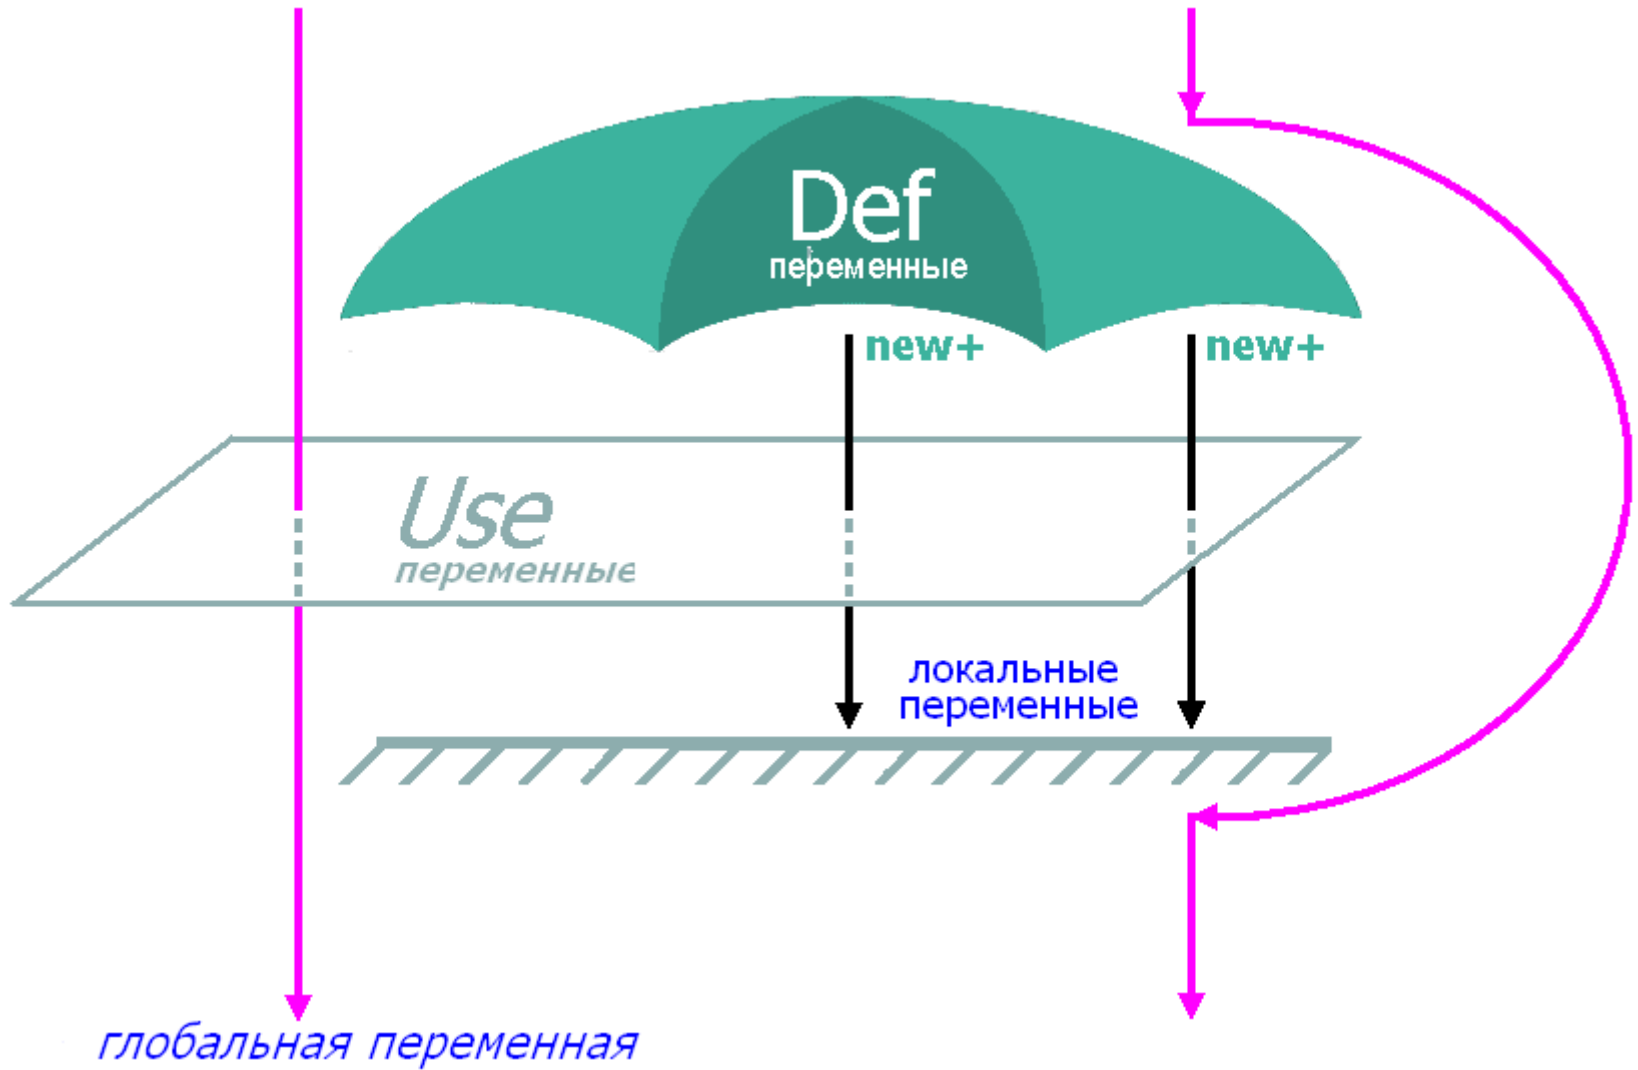 Def
переменные
new+
new+
Use
переменные
локальные
переменные
глобальная переменная